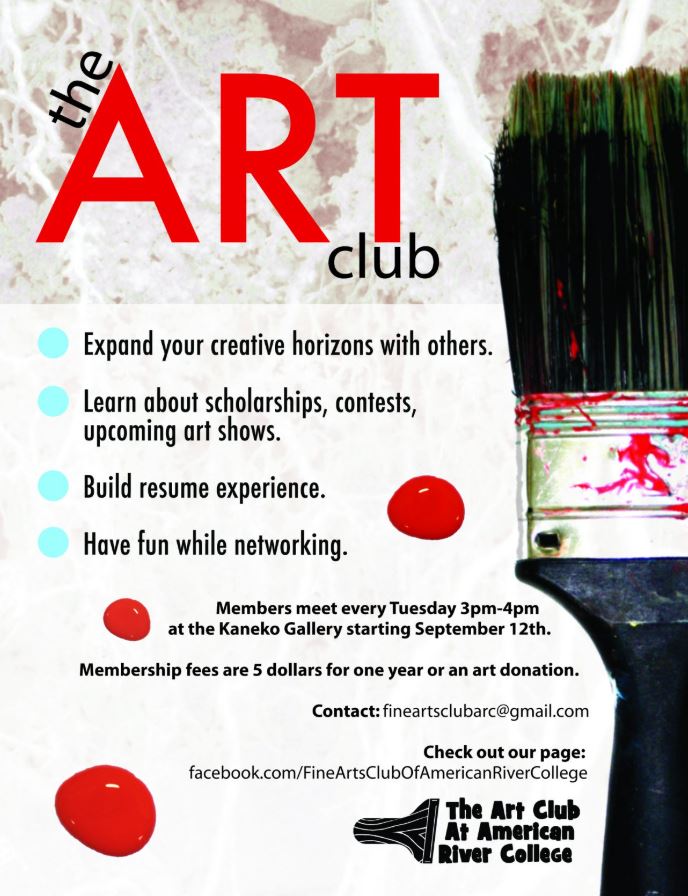 the
ART
club
Expand your creative horizons with others.
Learn about scholarships, contests,
upcoming art shows.
Build resume experience.
Have fun while networking.
Members meet every Tuesday 3pm-4pm
at the Kaneko Gallery starting September 12th.
Membership fees are 5 dollars for one year or an art donation.
Contact: fineartsclubarc@gmail.com
Check out our page:
facebook.com/FineArtsClubOfAmericanRiverCollege
The Art Club
At American
River College